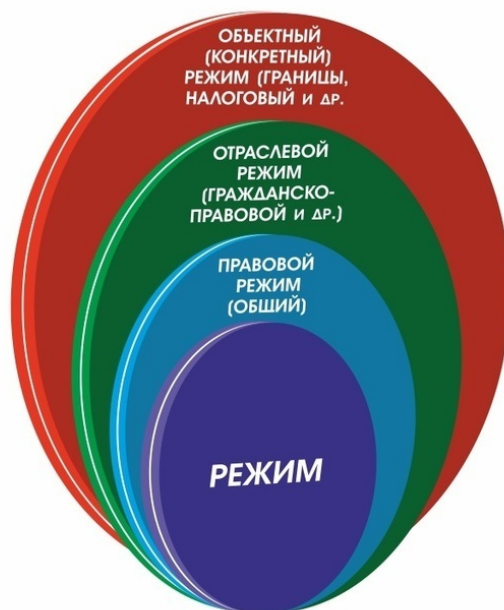 ОБЪЕКТНЫЙ
(КОНКРЕТНЫЙ)
РЕЖИМ (ГРАНИЦЫ,
НАЛОГОВЫЙ И ДР.
ОТРАСЛЕВОЙ
РЕЖИМ
(ГРАЖДАНСКО-
ПРАВОВОЙ И ДР.)
ПРАВОВОЙ
РЕЖИМ
(ОБЩИЙ)
РЕЖИМ